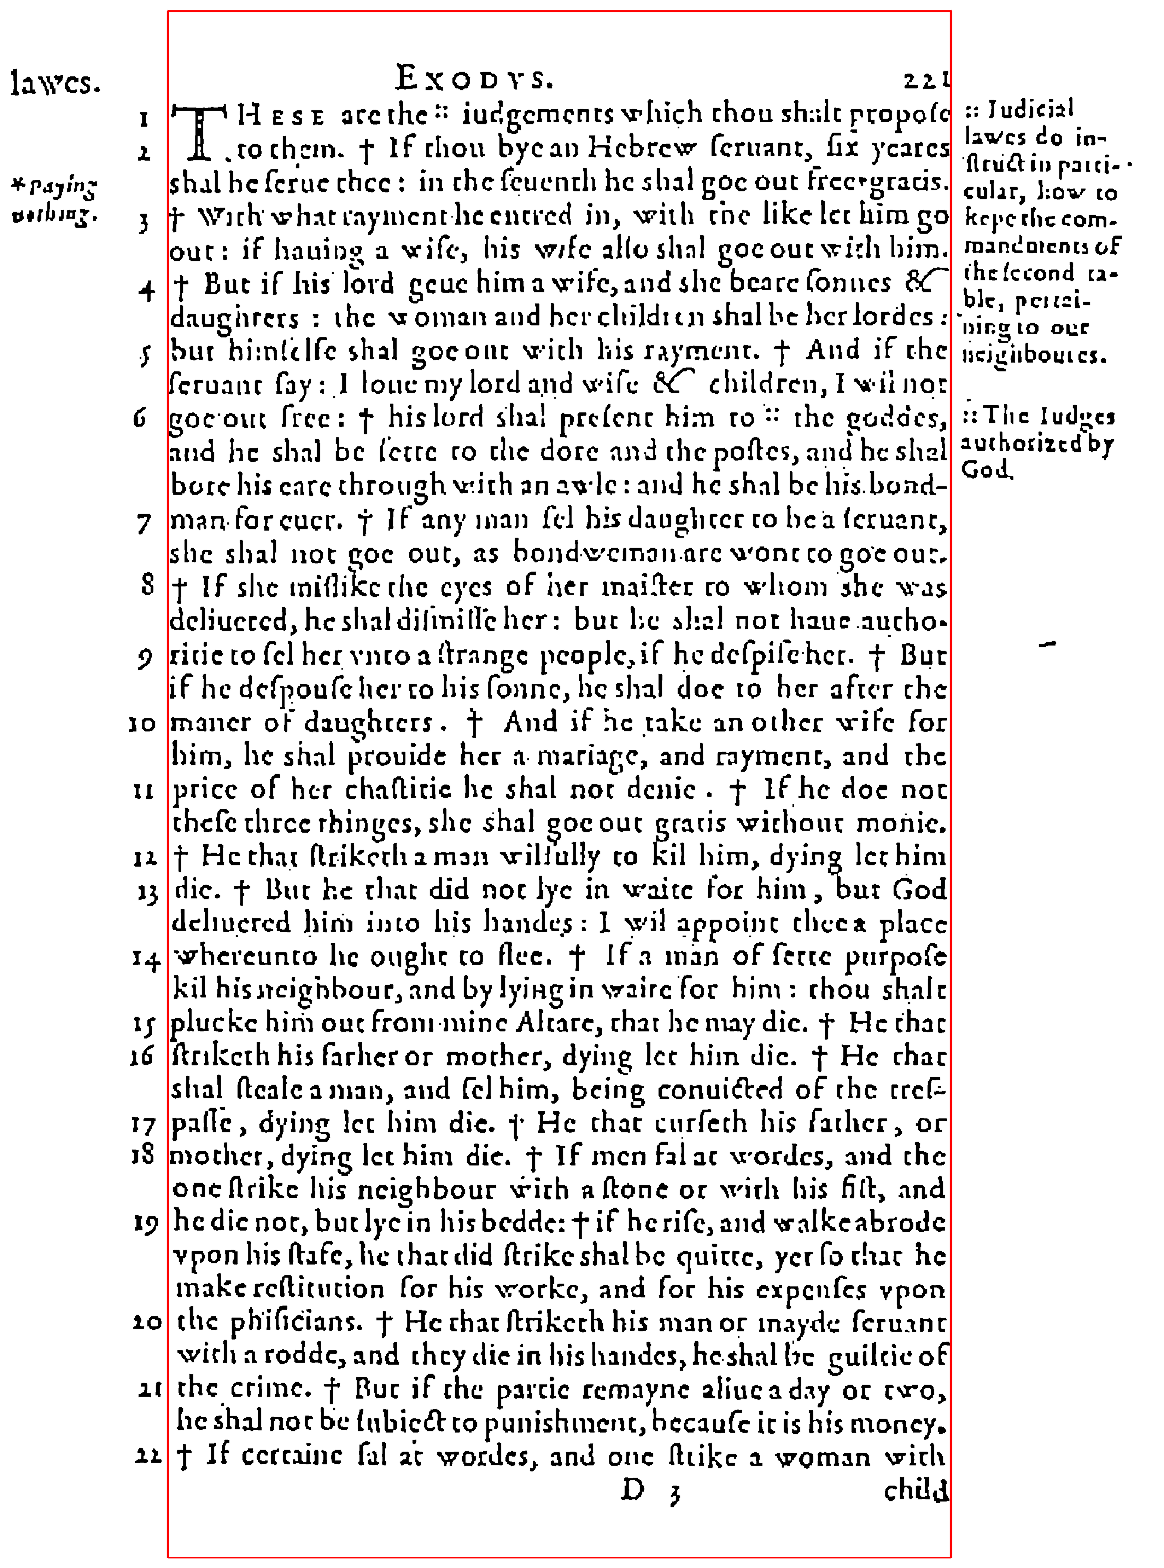 lawes. EXODVS. 221
1 THESE are the :: iudgements which thou shalt propoſe
2 to them. † If thou bye an Hebrew ſeruant, ſix yeares
ſhal he ſerue thee: in the ſeuenth he shal goe out free gratis.
3 † With what rayment he entred in, with the like let him go
out: if hauing a wife, his wife alſo shal goe out with him.
4 † But if his lord geue him a wife, and she beare ſonnes &
daughters : the woman and her children shal be her lordes:
5 but himſelfe shal goe out with his rayment. † And if the
ſeruant ſay: I loue my lord and wife & children, I wil not
6 goe out free: † his lord shal preſent him to :: the goddes,
and he shal be ſette to the dore and the poſtes, and he shal
bore his eare through with an awle: and he shal be his bond-
7 man for euer. † If any man ſel his daughter to be a ſeruant,
she shal not goe out, as bondweman are wont to goe out.
8 † If she miſlike the eyes of her maiſter to whom she was
deliuered, he shal diſmiſſe her: but he shal not haue autho-
9 ritie to ſel her vnto a ſtrange people, if he deſpiſe her. † But
if he deſpouſe her to his ſonne, he shal doe to her after the
10 maner of daughters. † And if he take an other wife for
him, he shal prouide her a mariage, and rayment, and the
11 price of her chaſtitie he shal not denie. † If he doe not
theſe three thinges, she shal goe out gratis without monie.
12 † He that ſtriketh a man wilfully to kil him, dying let him
13 die. † But he that did not lye in waite for him, but God
deliuered him into his handes: I wil appoint thee a place
14 whereunto he ought to flee. † If a man of ſette purpoſe
kil his neighbour, and by lying in waite for him: thou shalt
15 plucke him out from mine Altare, that he may die. † He that
16 ſtriketh his father or mother, dying let him die. † He that
shal ſteale a man, and ſel him, being conuicted of the treſ-
17 paſſe, dying let him die. † He that curſeth his father, or
18 mother, dying let him die. † If men fal at wordes, and the
one ſtrike his neighbour with a ſtone or with his fiſt, and
19 he die not, but lye in his bedde: † if he riſe, and walke abrode
vpon his ſtafe, he that did ſtrike shal be quitte, yet ſo that he
make reſtitution for his worke, and for his expenſes vpon
20 the phiſicians. † He that ſtriketh his man or mayde ſeruant
with a rodde, and they die in his handes, he shal be guiltie of
21 the crime. † But if the partie remayne aliue a day or two,
he shal not be ſubiect to punishment, becauſe it is his money.
22 † If certaine fal at wordes, and one ſtrike a woman with
D 3 child
*paying
nothing.
:: Iudicial
lawes do in-
ſtruct in parti-
cular, how to
kepe the com-
mandments of
the ſecond ta-
ble, pertai-
ning to our
neighboures.
:: The Iudges
authorized by
God.